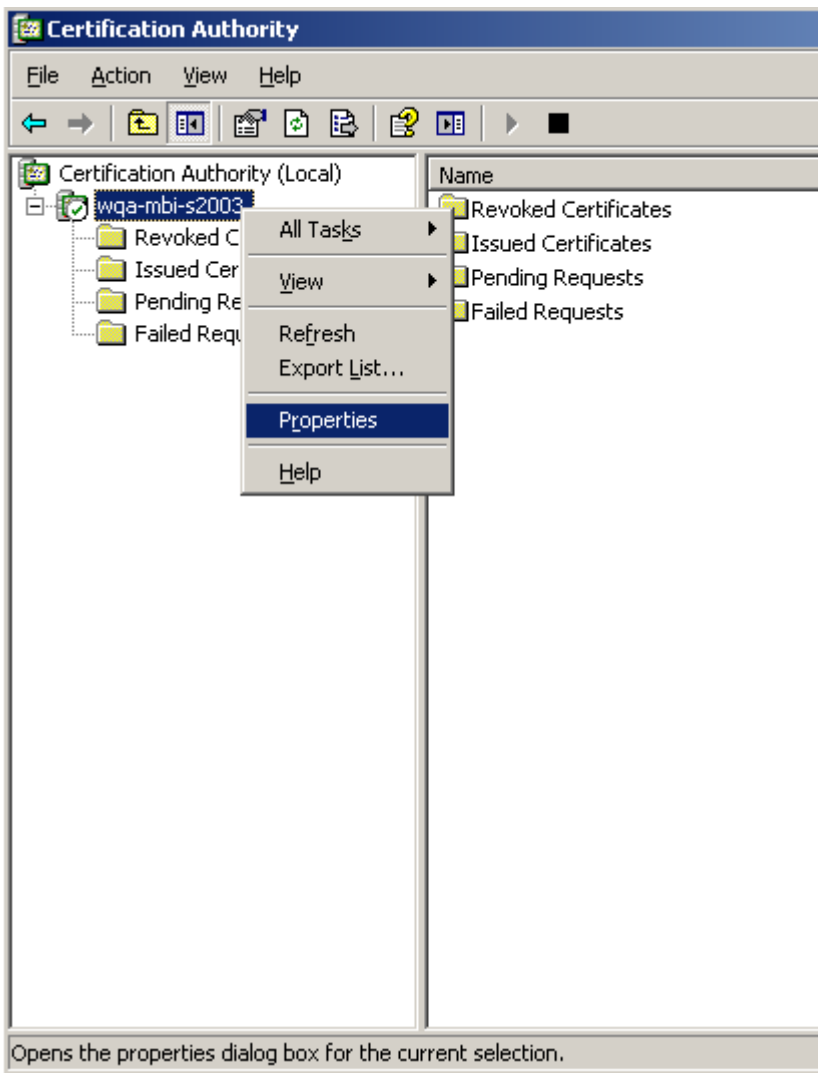 Certification Authority
File Action View Help
Certification Authority (Local)
Name
wqa-mbi-s2003
Revoked C
Issued Cer
Pending Re
Failed Requ
All Tasks
View
Refresh
Export List...
Properties
Help
Revoked Certificates
Issued Certificates
Pending Requests
Failed Requests
Opens the properties dialog box for the current selection.